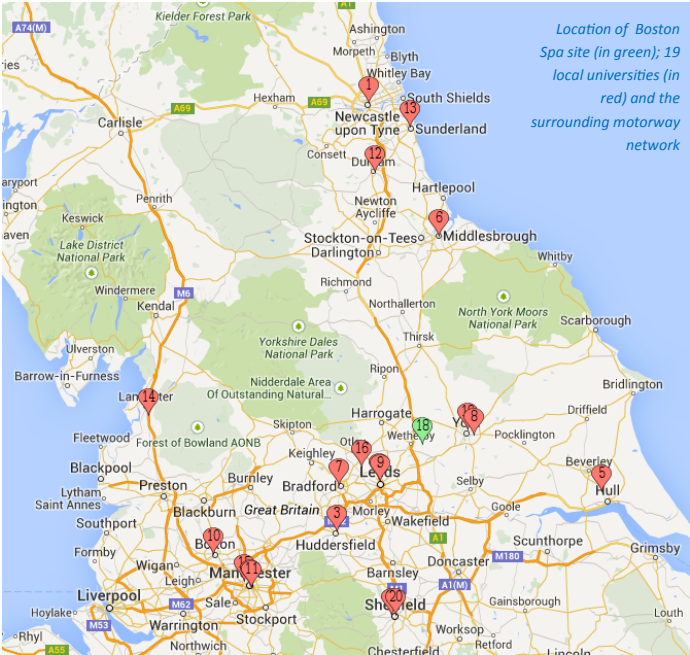 Location of Boston
Spa site (in green); 19
local universities (in
red) and the
surrounding motorway
network
Kielder Forest Park
A74(M)
Ashington
Morpeth
Blyth
Whitley Bay
1
Hexham
A69
A69
South Shields
13
Carlisle
Newcastle
upon Tyne
Sunderland
Consett
12
Hartlepool
Penrith
Newton
Aycliffe
6
Keswick
Stockton-on-Tees
Middlesbrough
Darlington
Lake District
National Park
Whitby
Richmond
Windermere
M6
Kendal
Northallerton
North York Moors
National Park
Scarborough
Yorkshire Dales
National Park
Thirsk
Ulverston
Barrow-in-Furness
Ripon
Nidderdale Area
Of Outstanding Natural...
Bridlington
14
Harrogate
Driffield
8
18
Fleetwood
Forest of Bowland AONB
Skipton
Wetherby
Pocklington
16
Keighley
Beverley
Blackpool
7
9
Leeds
5
Burnley
Bradford
Selby
Hull
Preston
Lytham
Saint Annes
Blackburn
Great Britain
Morley
Goole
3
Wakefield
Southport
Huddersfield
10
A1
Scunthorpe
Formby
M180
Grimsby
Wigan
Doncaster
11
Leigh
Manchester
Barnsley
A1(M)
Liverpool
M62
Sale
20
Sheffield
Gainsborough
Hoylake
Stockport
Louth
M53
Warrington
Worksop
Rhyl
Retford
A55
Northwich
Chesterfield
Lincoln